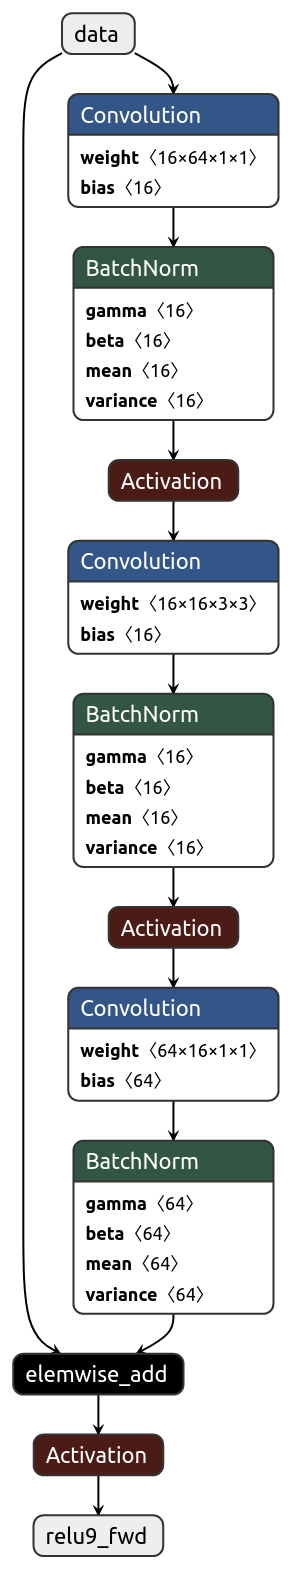 data
Convolution
weight 〈16×64×1×1〉
bias 〈16〉
BatchNorm
gamma 〈16〉
beta 〈16〉
mean 〈16〉
variance 〈16〉
Activation
Convolution
weight 〈16×16×3×3〉
bias 〈16〉
BatchNorm
gamma 〈16〉
beta 〈16〉
mean 〈16〉
variance 〈16〉
Activation
Convolution
weight 〈64×16×1×1〉
bias 〈64〉
BatchNorm
gamma 〈64〉
beta 〈64〉
mean 〈64〉
variance 〈64〉
elemwise_add
Activation
relu9_fwd